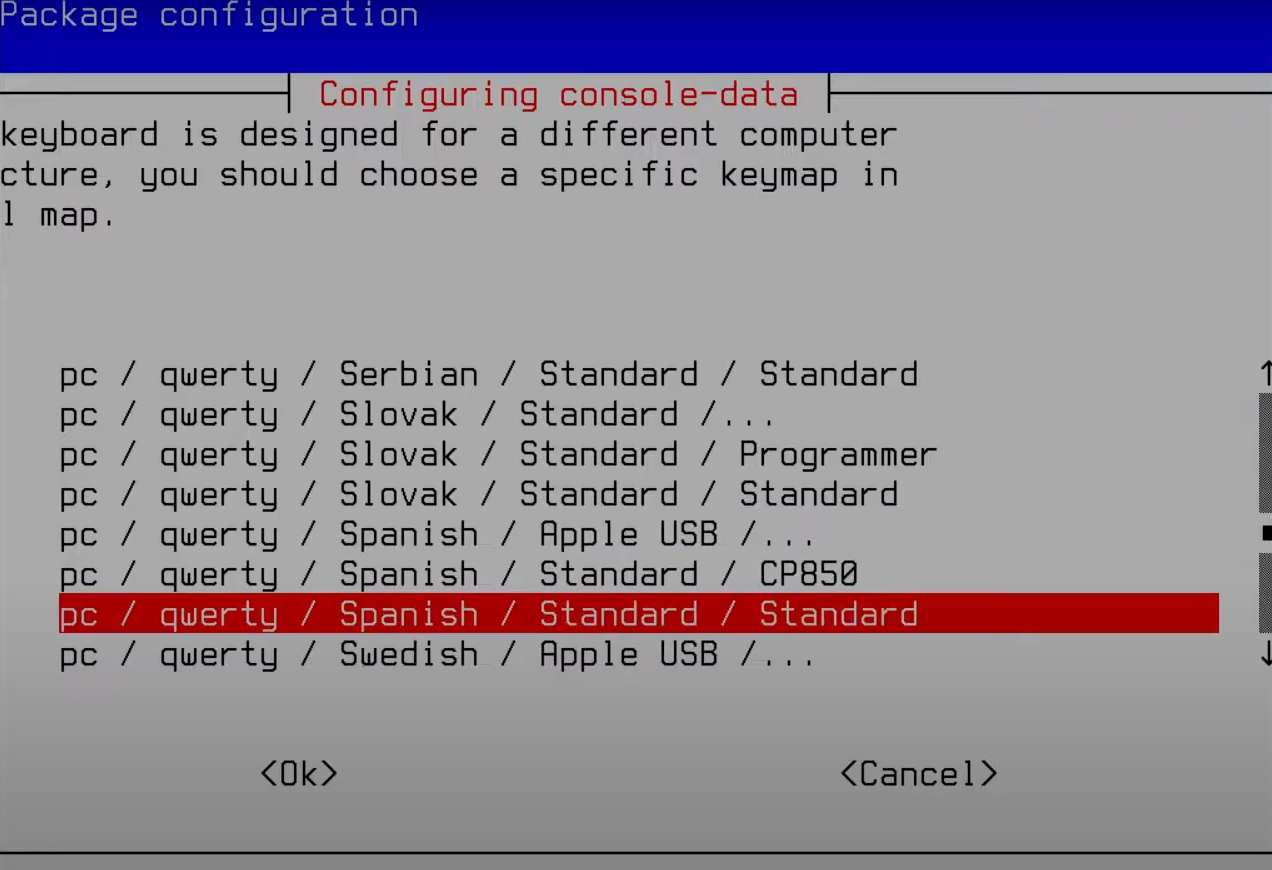 Package configuration
Configuring console-data
keyboard is designed for a different computer
cture, you should choose a specific keymap in
l map.
pc / qwerty / Serbian / Standard / Standard
pc / qwerty / Slovak / Standard /...
pc / qwerty / Slovak / Standard / Programmer
pc / qwerty / Slovak / Standard / Standard
pc / qwerty / Spanish / Apple USB /...
pc / qwerty / Spanish / Standard / CP850
pc / qwerty / Spanish / Standard / Standard
pc / qwerty / Swedish / Apple USB /...
<Ok> <Cancel>